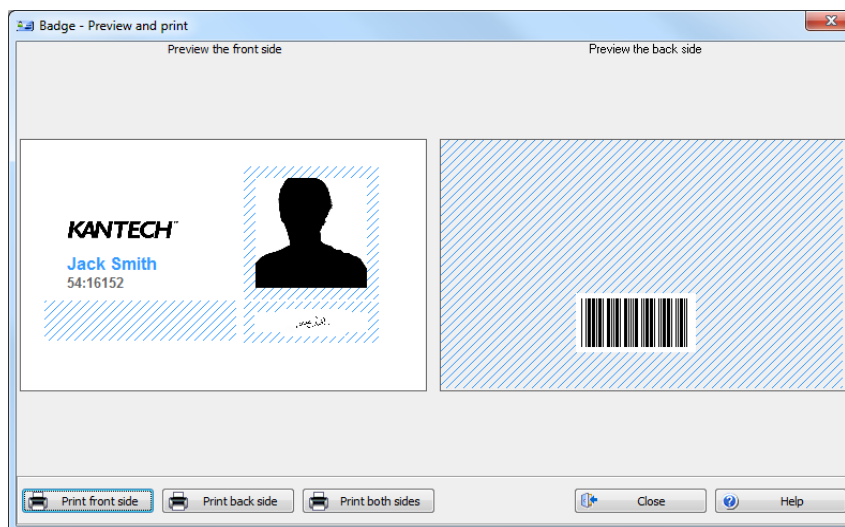 Badge - Preview and print
Preview the front side
Preview the back side
KANTECH™
Jack Smith
54:16152
Print front side
Print back side
Print both sides
Close
Help